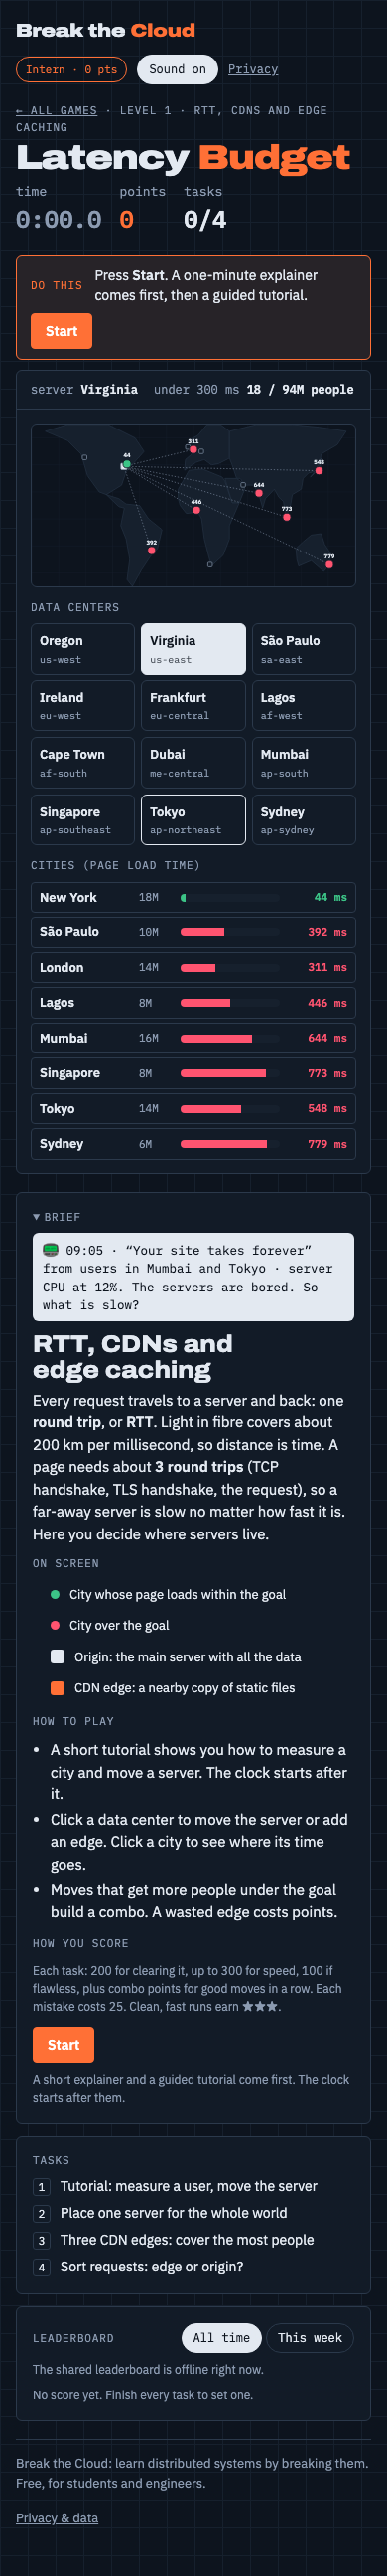 Break the Cloud
Intern · 0 pts
Sound on
Privacy
← ALL GAMES · LEVEL 1 · RTT, CDNS AND EDGE
CACHING
Latency Budget
time points tasks
0:00.0 0 0/4
DO THIS
Press Start. A one-minute explainer
comes first, then a guided tutorial.
Start
server Virginia under 300 ms 18 / 94M people
311
44
548
644
446
773
392
779
DATA CENTERS
Oregon Virginia São Paulo
us-west us-east sa-east
Ireland Frankfurt Lagos
eu-west eu-central af-west
Cape Town Dubai Mumbai
af-south me-central ap-south
Singapore Tokyo Sydney
ap-southeast ap-northeast ap-sydney
CITIES (PAGE LOAD TIME)
New York 18M 44 ms
São Paulo 10M 392 ms
London 14M 311 ms
Lagos 8M 446 ms
Mumbai 16M 644 ms
Singapore 8M 773 ms
Tokyo 14M 548 ms
Sydney 6M 779 ms
▼ BRIEF
09:05 · “Your site takes forever”
from users in Mumbai and Tokyo · server
CPU at 12%. The servers are bored. So
what is slow?
RTT, CDNs and
edge caching
Every request travels to a server and back: one
round trip, or RTT. Light in fibre covers about
200 km per millisecond, so distance is time. A
page needs about 3 round trips (TCP
handshake, TLS handshake, the request), so a
far-away server is slow no matter how fast it is.
Here you decide where servers live.
ON SCREEN
City whose page loads within the goal
City over the goal
Origin: the main server with all the data
CDN edge: a nearby copy of static files
HOW TO PLAY
• A short tutorial shows you how to measure a
city and move a server. The clock starts after
it.
• Click a data center to move the server or add
an edge. Click a city to see where its time
goes.
• Moves that get more people under the goal
build a combo. A wasted edge costs points.
HOW YOU SCORE
Each task: 200 for clearing it, up to 300 for speed, 100 if
flawless, plus combo points for good moves in a row. Each
mistake costs 25. Clean, fast runs earn ★★★.
Start
A short explainer and a guided tutorial come first. The clock
starts after them.
TASKS
1 Tutorial: measure a user, move the server
2 Place one server for the whole world
3 Three CDN edges: cover the most people
4 Sort requests: edge or origin?
LEADERBOARD
All time
This week
The shared leaderboard is offline right now.
No score yet. Finish every task to set one.
Break the Cloud: learn distributed systems by breaking them.
Free, for students and engineers.
Privacy & data